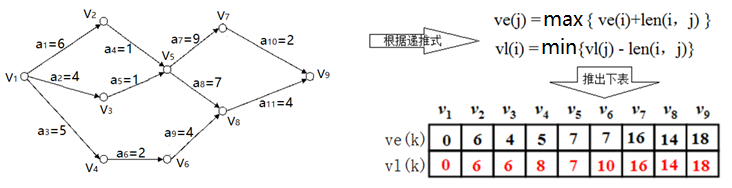 V2
V7
a1=6
a4=1
a7=9
a10=2
V5
V1
a2=4
a5=1
V9
V3
a8=7
a3=5
V8
a11=4
a9=4
a6=2
V4
V6
根据递推式
ve(j) = max { ve(i)+len(i, j) }
vl(i) = min{vl(j) - len(i, j)}
推出下表
v1 v2 v3 v4 v5 v6 v7 v8 v9
ve(k) 0 6 4 5 7 7 16 14 18
vl(k) 0 6 6 8 7 10 16 14 18